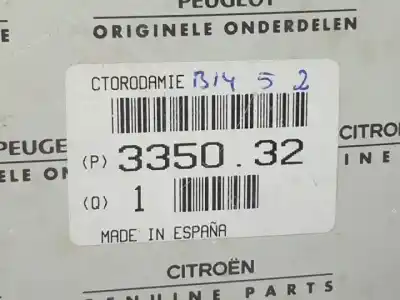 PEUGEOT
ORIGINELE ONDERDELEN
CTORODAMIE B14 5 2
PEUGE
CITRO
(P) 3350.32
INE
ELE ON
(Q) 1
MADE IN ESPAÑA
CITROËN
GENUINE PARTS